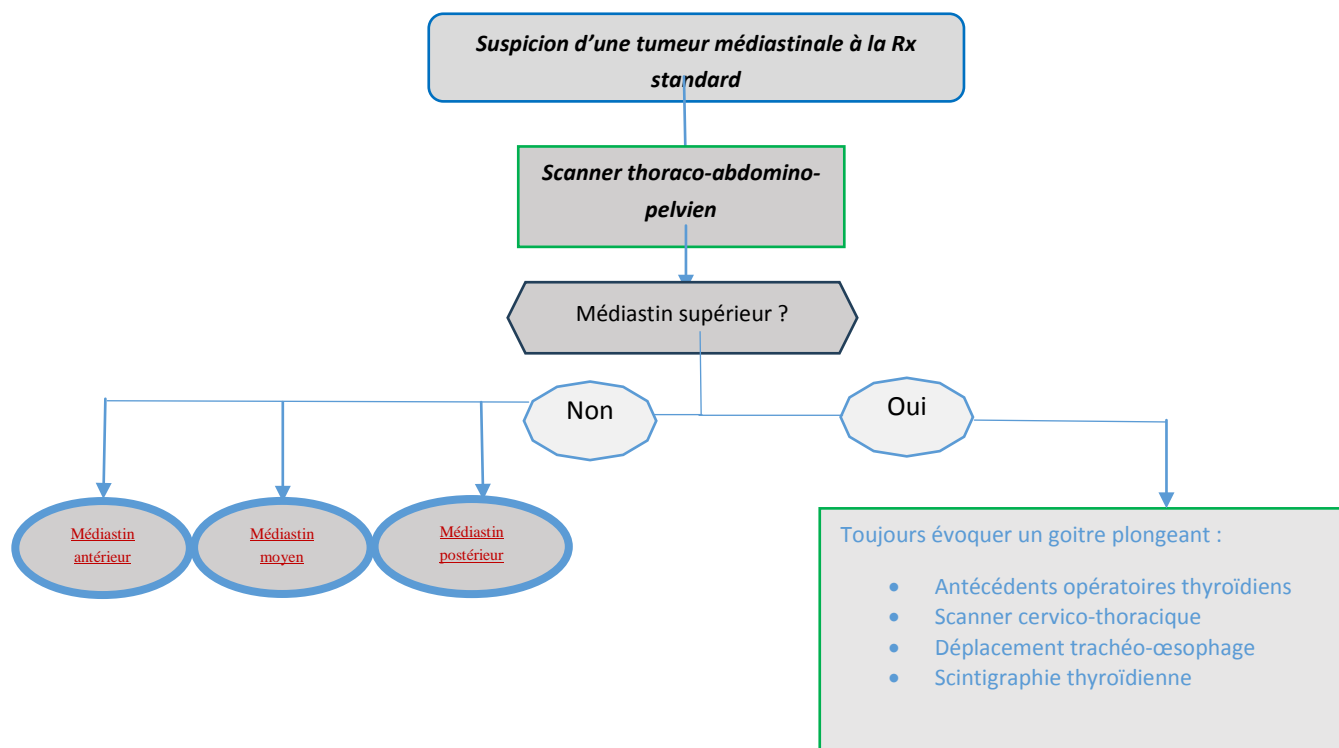 Suspicion d’une tumeur médiastinale à la Rx
standard
Scanner thoraco-abdomino-
pelvien
Médiastin supérieur ?
Non
Oui
Médiastin
antérieur
Médiastin
moyen
Médiastin
postérieur
Toujours évoquer un goitre plongeant :
• Antécédents opératoires thyroïdiens
• Scanner cervico-thoracique
• Déplacement trachéo-œsophage
• Scintigraphie thyroïdienne